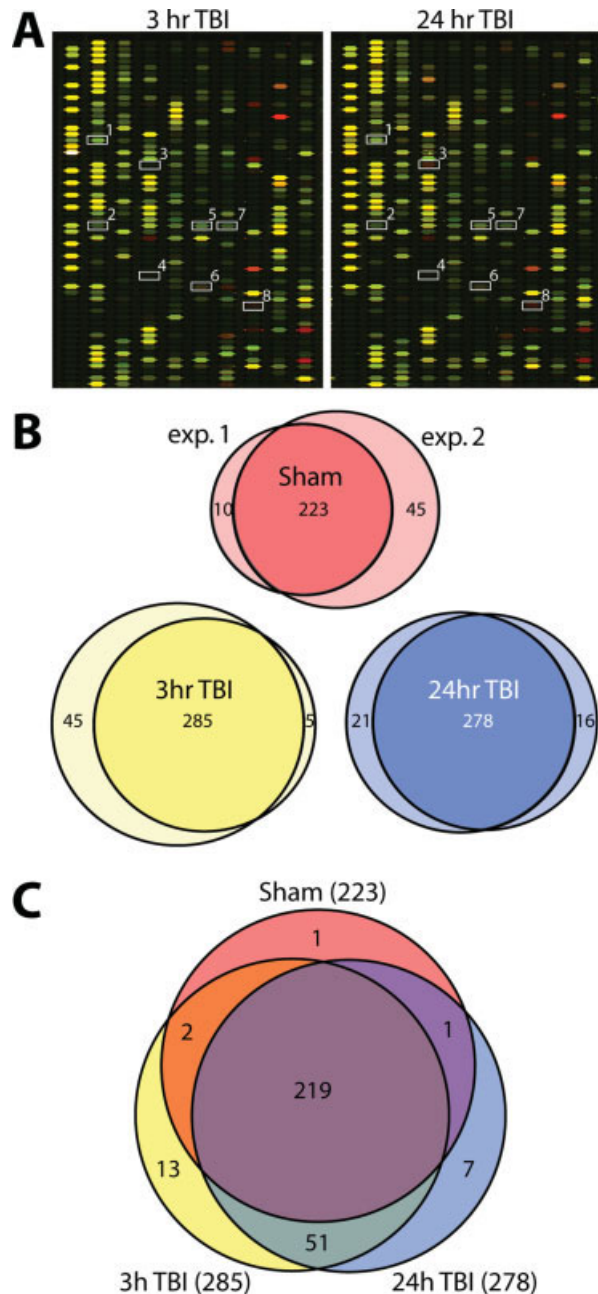 A
3 hr TBI
24 hr TBI
1
3
2
5
7
4
6
8
1
3
2
5
7
4
6
8
B
exp. 1
exp. 2
Sham
10
223
45
3hr TBI
45
285
5
24hr TBI
21
278
16
C
Sham (223)
1
2
1
219
13
7
51
3h TBI (285)
24h TBI (278)